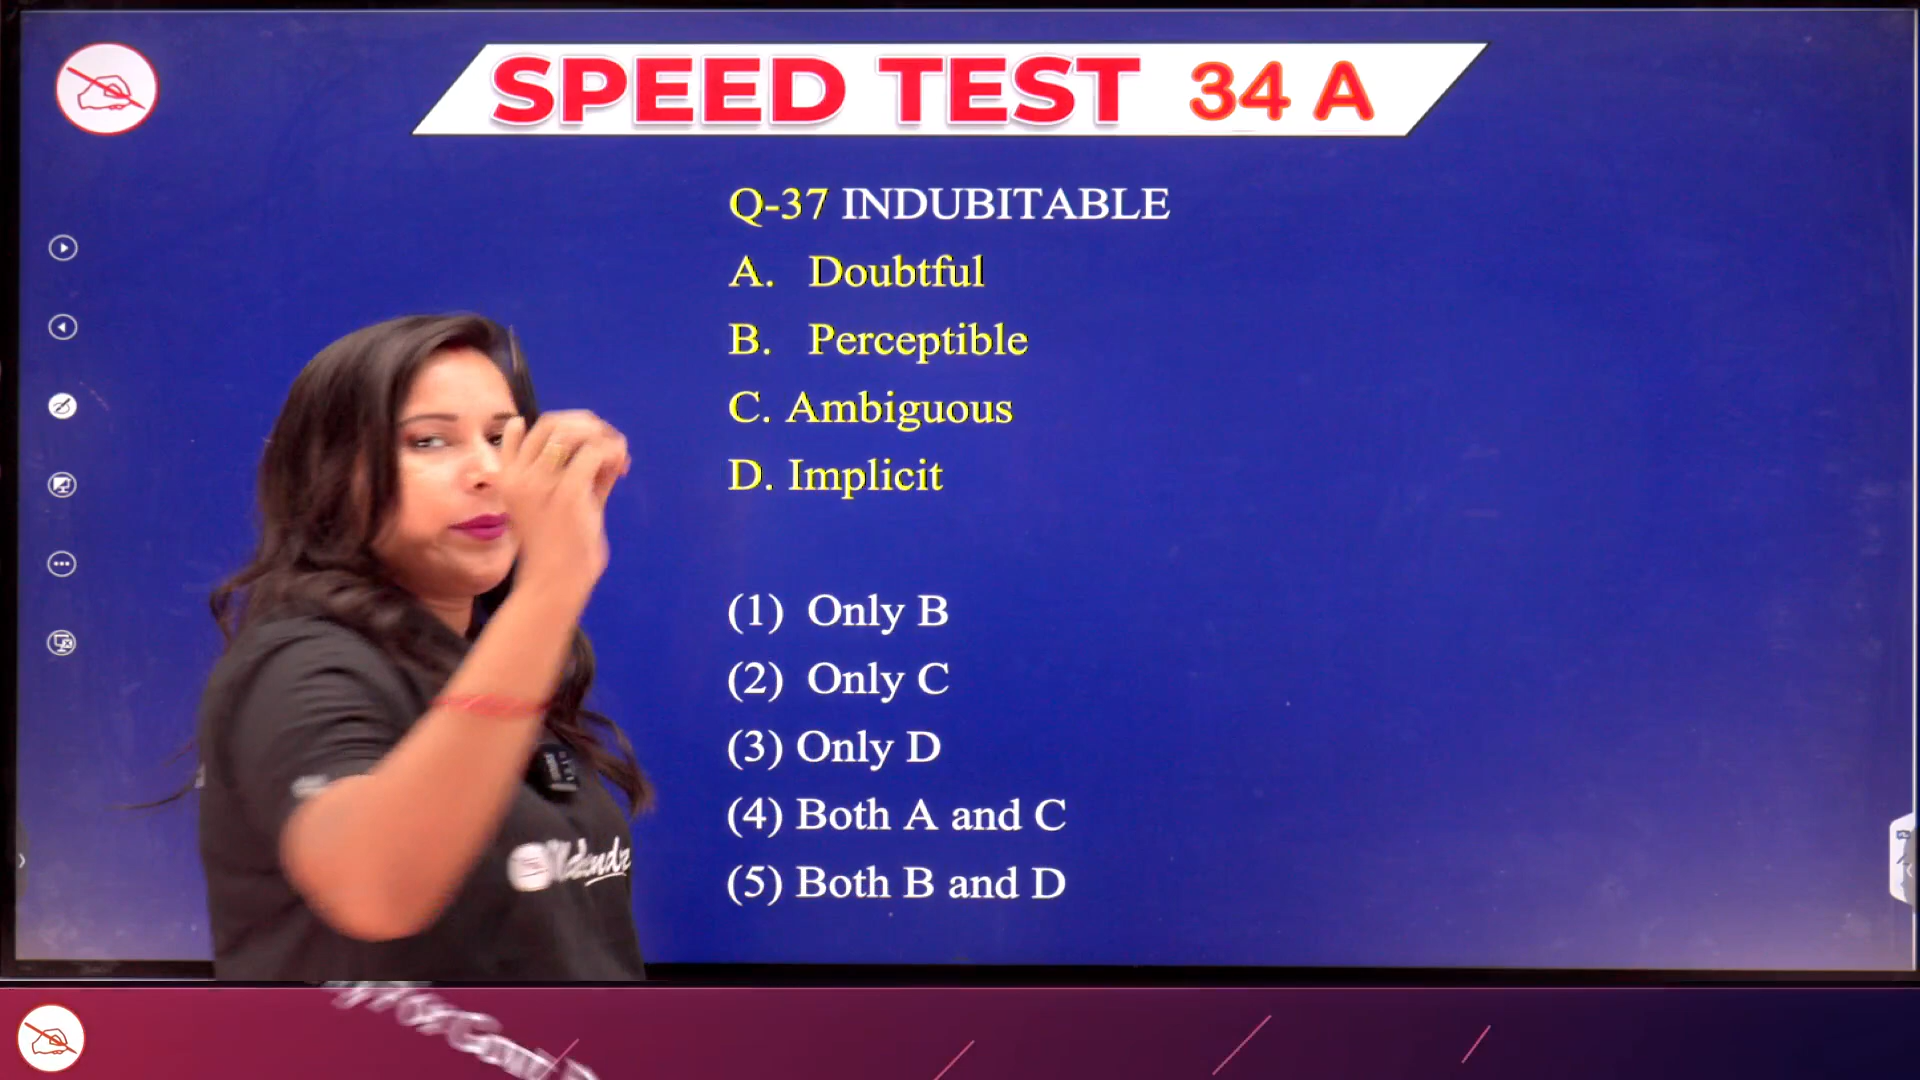 SPEED TEST 34 A
Q-37 INDUBITABLE
A. Doubtful
B. Perceptible
C. Ambiguous
D. Implicit
(1) Only B
(2) Only C
(3) Only D
(4) Both A and C
(5) Both B and D